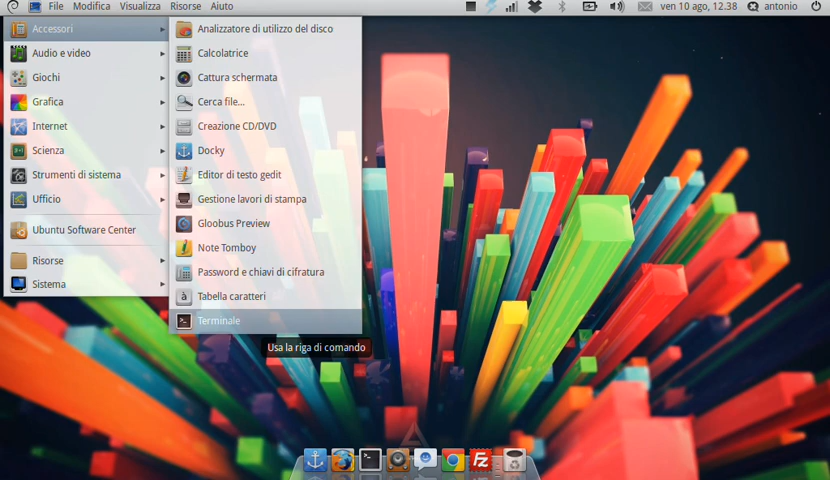 File Modifica Visualizza Risorse Aiuto
ven 10 ago, 12.38 antonio
Accessori
Audio e video
Giochi
Grafica
Internet
Scienza
Strumenti di sistema
Ufficio
Ubuntu Software Center
Risorse
Sistema
Analizzatore di utilizzo del disco
Calcolatrice
Cattura schermata
Cerca file...
Creazione CD/DVD
Docky
Editor di testo gedit
Gestione lavori di stampa
Gloobus Preview
Note Tomboy
Password e chiavi di cifratura
Tabella caratteri
Terminale
Usa la riga di comando
Fz